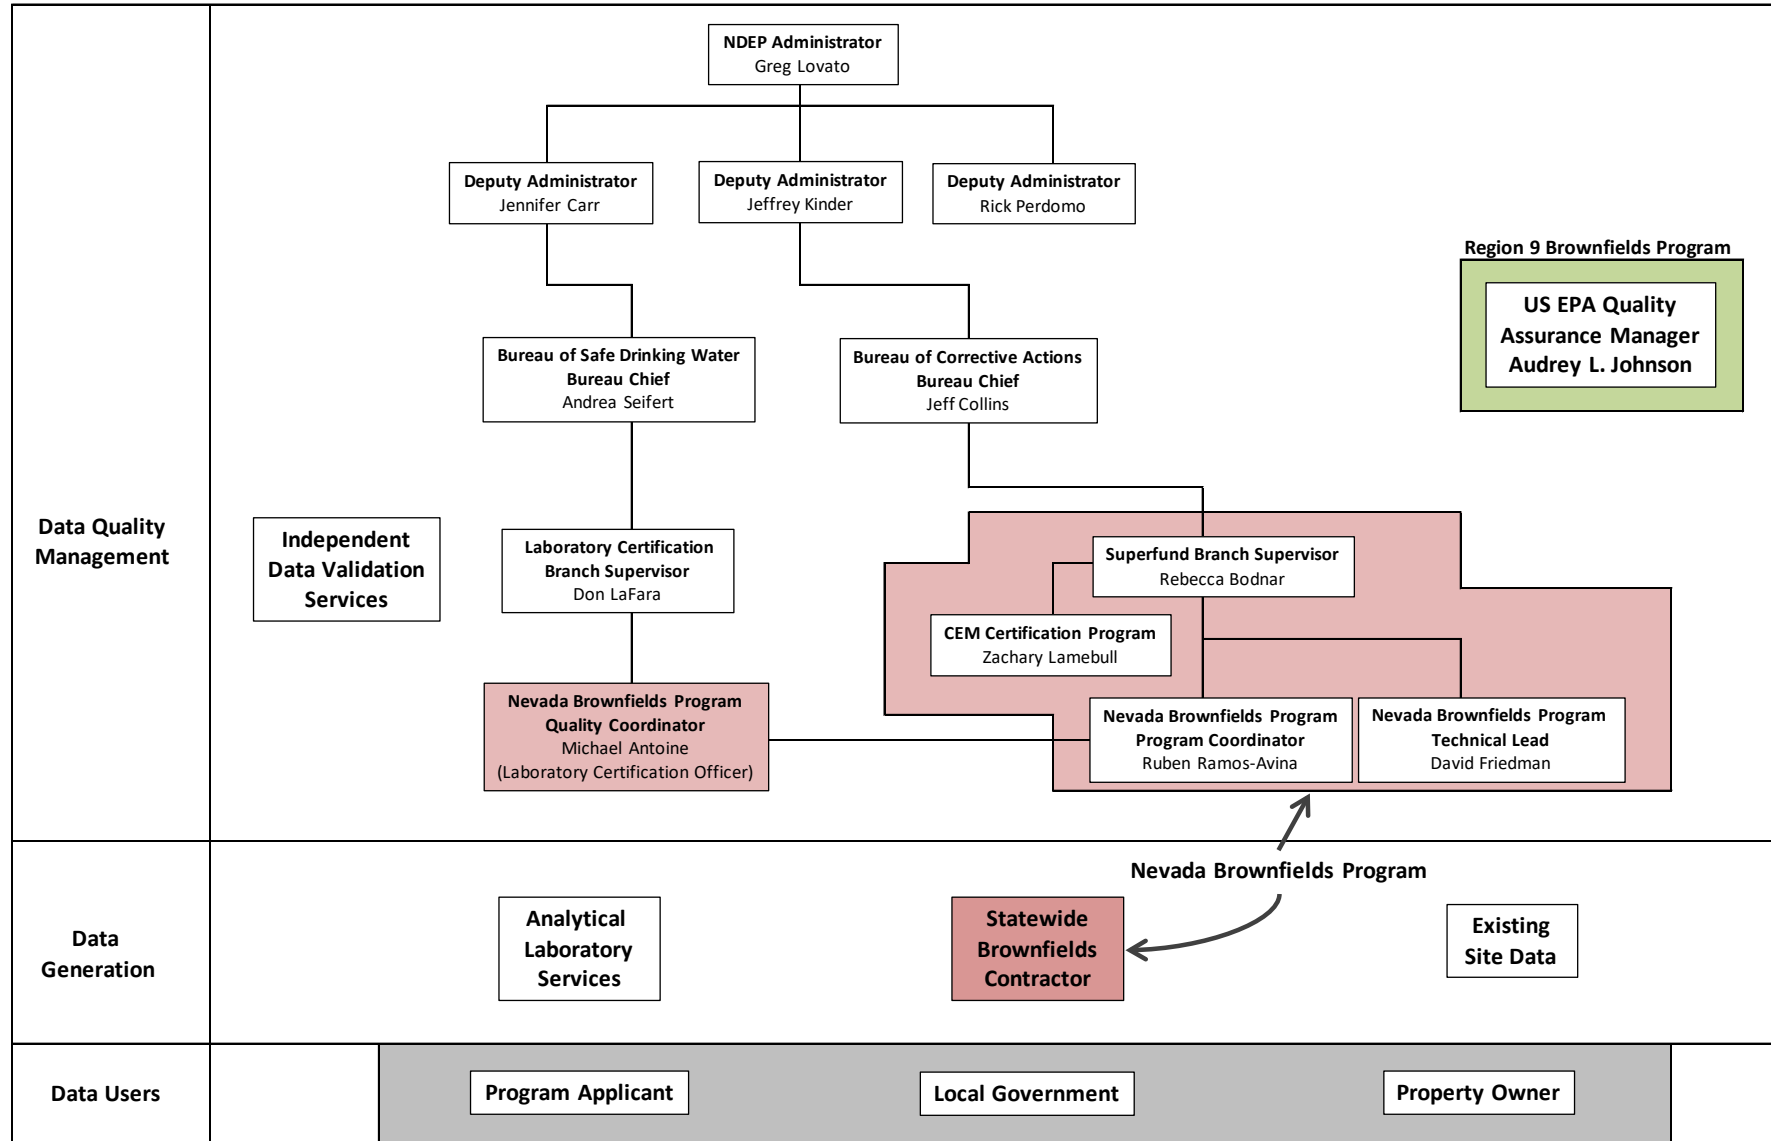 NDEP Administrator
Greg Lovato
Deputy Administrator
Jennifer Carr
Deputy Administrator
Jeffrey Kinder
Deputy Administrator
Rick Perdomo
Region 9 Brownfields Program
US EPA Quality
Assurance Manager
Audrey L. Johnson
Bureau of Safe Drinking Water
Bureau Chief
Andrea Seifert
Bureau of Corrective Actions
Bureau Chief
Jeff Collins
Data Quality
Management
Independent
Data Validation
Services
Laboratory Certification
Branch Supervisor
Don LaFara
Superfund Branch Supervisor
Rebecca Bodnar
CEM Certification Program
Zachary Lamebull
Nevada Brownfields Program
Quality Coordinator
Michael Antoine
(Laboratory Certification Officer)
Nevada Brownfields Program
Program Coordinator
Ruben Ramos-Avina
Nevada Brownfields Program
Technical Lead
David Friedman
Nevada Brownfields Program
Data
Generation
Analytical
Laboratory
Services
Statewide
Brownfields
Contractor
Existing
Site Data
Data Users
Program Applicant
Local Government
Property Owner